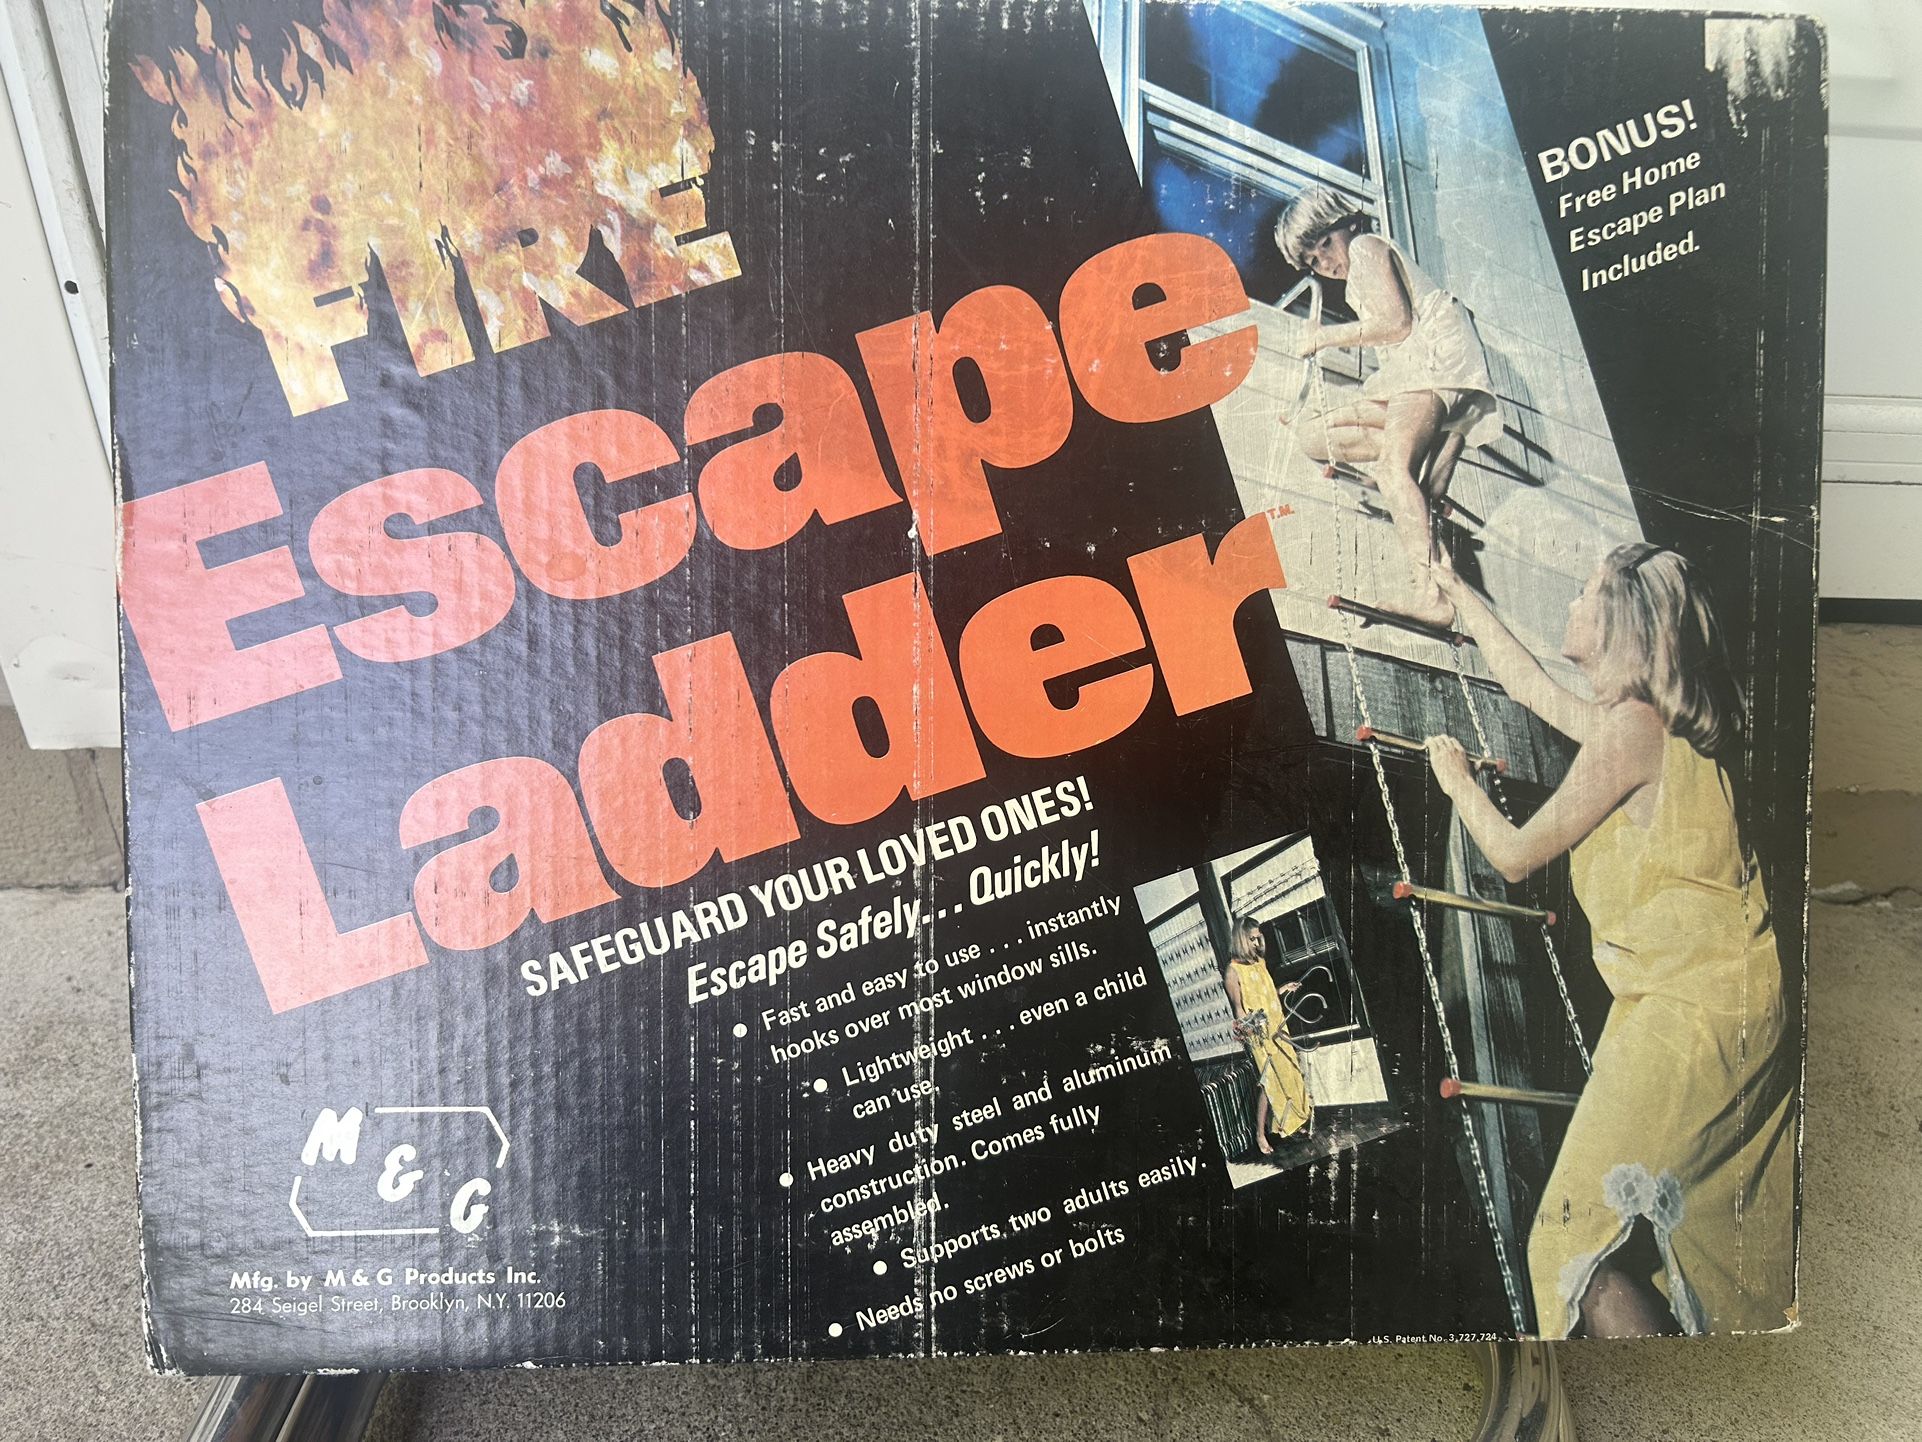 FIRE
Escape
Ladder T.M.
BONUS!
Free Home
Escape Plan
Included.
SAFEGUARD YOUR LOVED ONES!
Escape Safely... Quickly!
• Fast and easy to use . . . instantly
hooks over most window sills.
• Lightweight . . . even a child
can use.
• Heavy duty steel and aluminum
construction. Comes fully
assembled.
• Supports two adults easily.
• Needs no screws or bolts
M & G
Mfg. by M & G Products Inc.
284 Seigel Street, Brooklyn, N.Y. 11206
U.S. Patent No. 3,727,724